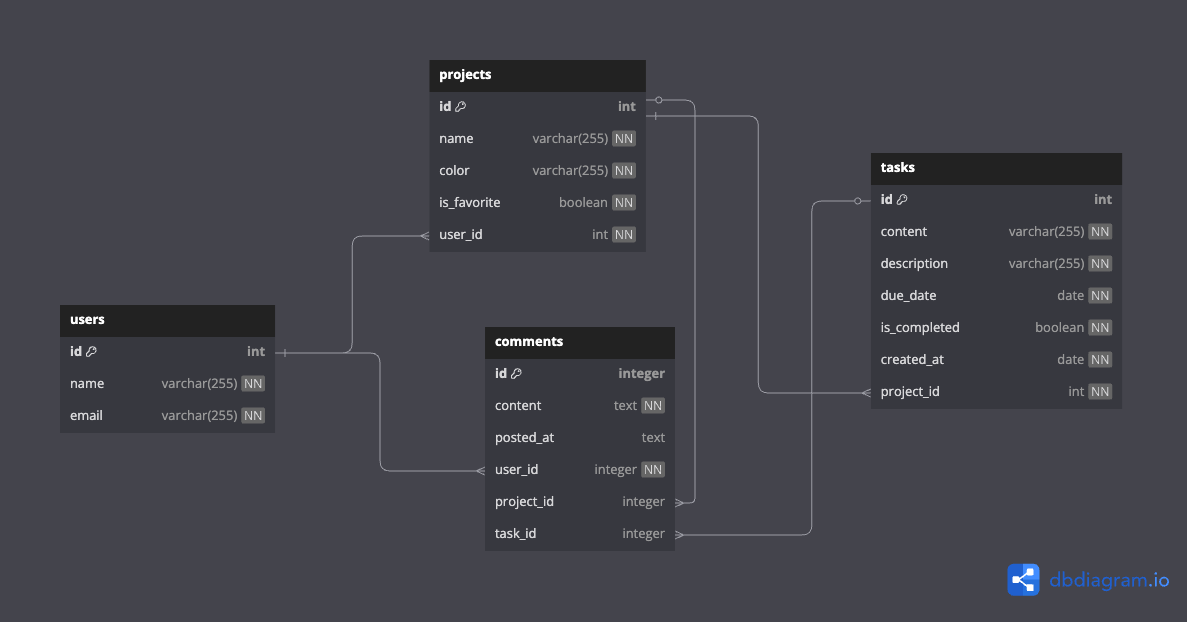 projects
id int
name varchar(255) NN
color varchar(255) NN
is_favorite boolean NN
user_id int NN
tasks
id int
content varchar(255) NN
description varchar(255) NN
due_date date NN
is_completed boolean NN
created_at date NN
project_id int NN
users
id int
name varchar(255) NN
email varchar(255) NN
comments
id integer
content text NN
posted_at text
user_id integer NN
project_id integer
task_id integer
dbdiagram.io